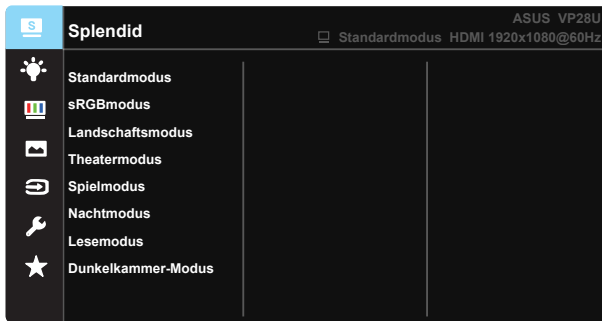 S
Splendid
ASUS VP28U
Standardmodus HDMI 1920x1080@60Hz
Standardmodus
sRGBmodus
Landschaftsmodus
Theatermodus
Spielmodus
Nachtmodus
Lesemodus
Dunkelkammer-Modus